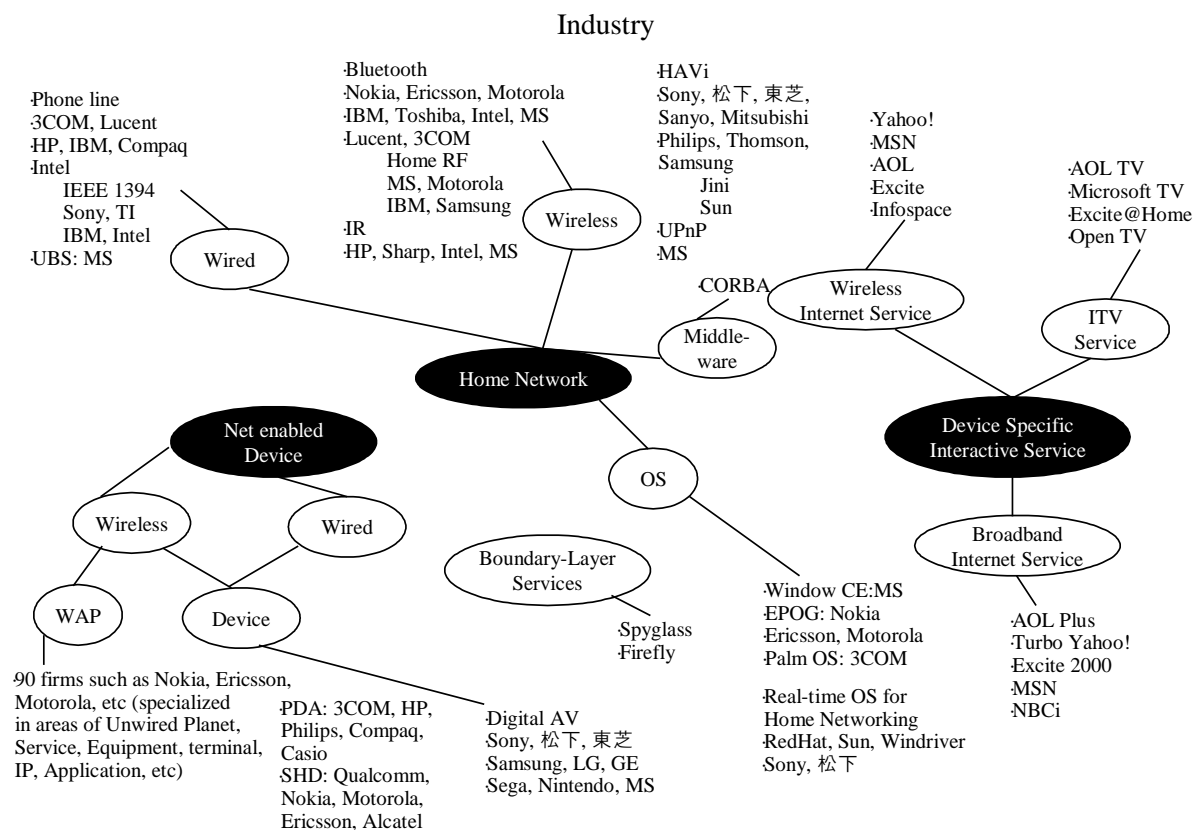 Industry
·Phone line
·3COM, Lucent
·HP, IBM, Compaq
·Intel
IEEE 1394
Sony, TI
IBM, Intel
·UBS: MS
Wired
·Bluetooth
·Nokia, Ericsson, Motorola
·IBM, Toshiba, Intel, MS
·Lucent, 3COM
Home RF
MS, Motorola
IBM, Samsung
·IR
·HP, Sharp, Intel, MS
Wireless
·HAVi
·Sony, 松下, 東芝,
Sanyo, Mitsubishi
·Philips, Thomson,
Samsung
Jini
Sun
·UPnP
·MS
·CORBA
Middle-
ware
·Yahoo!
·MSN
·AOL
·Excite
·Infospace
Wireless
Internet Service
·AOL TV
·Microsoft TV
·Excite@Home
·Open TV
ITV
Service
Home Network
Net enabled
Device
Device Specific
Interactive Service
OS
Wireless
Wired
Broadband
Internet Service
Boundary-Layer
Services
WAP
Device
·Spyglass
·Firefly
·Window CE:MS
·EPOG: Nokia
Ericsson, Motorola
·Palm OS: 3COM
·Real-time OS for
Home Networking
·RedHat, Sun, Windriver
·Sony, 松下
·AOL Plus
·Turbo Yahoo!
·Excite 2000
·MSN
·NBCi
·90 firms such as Nokia, Ericsson,
Motorola, etc (specialized
in areas of Unwired Planet,
Service, Equipment, terminal,
IP, Application, etc)
·PDA: 3COM, HP,
Philips, Compaq,
Casio
·SHD: Qualcomm,
Nokia, Motorola,
Ericsson, Alcatel
·Digital AV
·Sony, 松下, 東芝
·Samsung, LG, GE
·Sega, Nintendo, MS